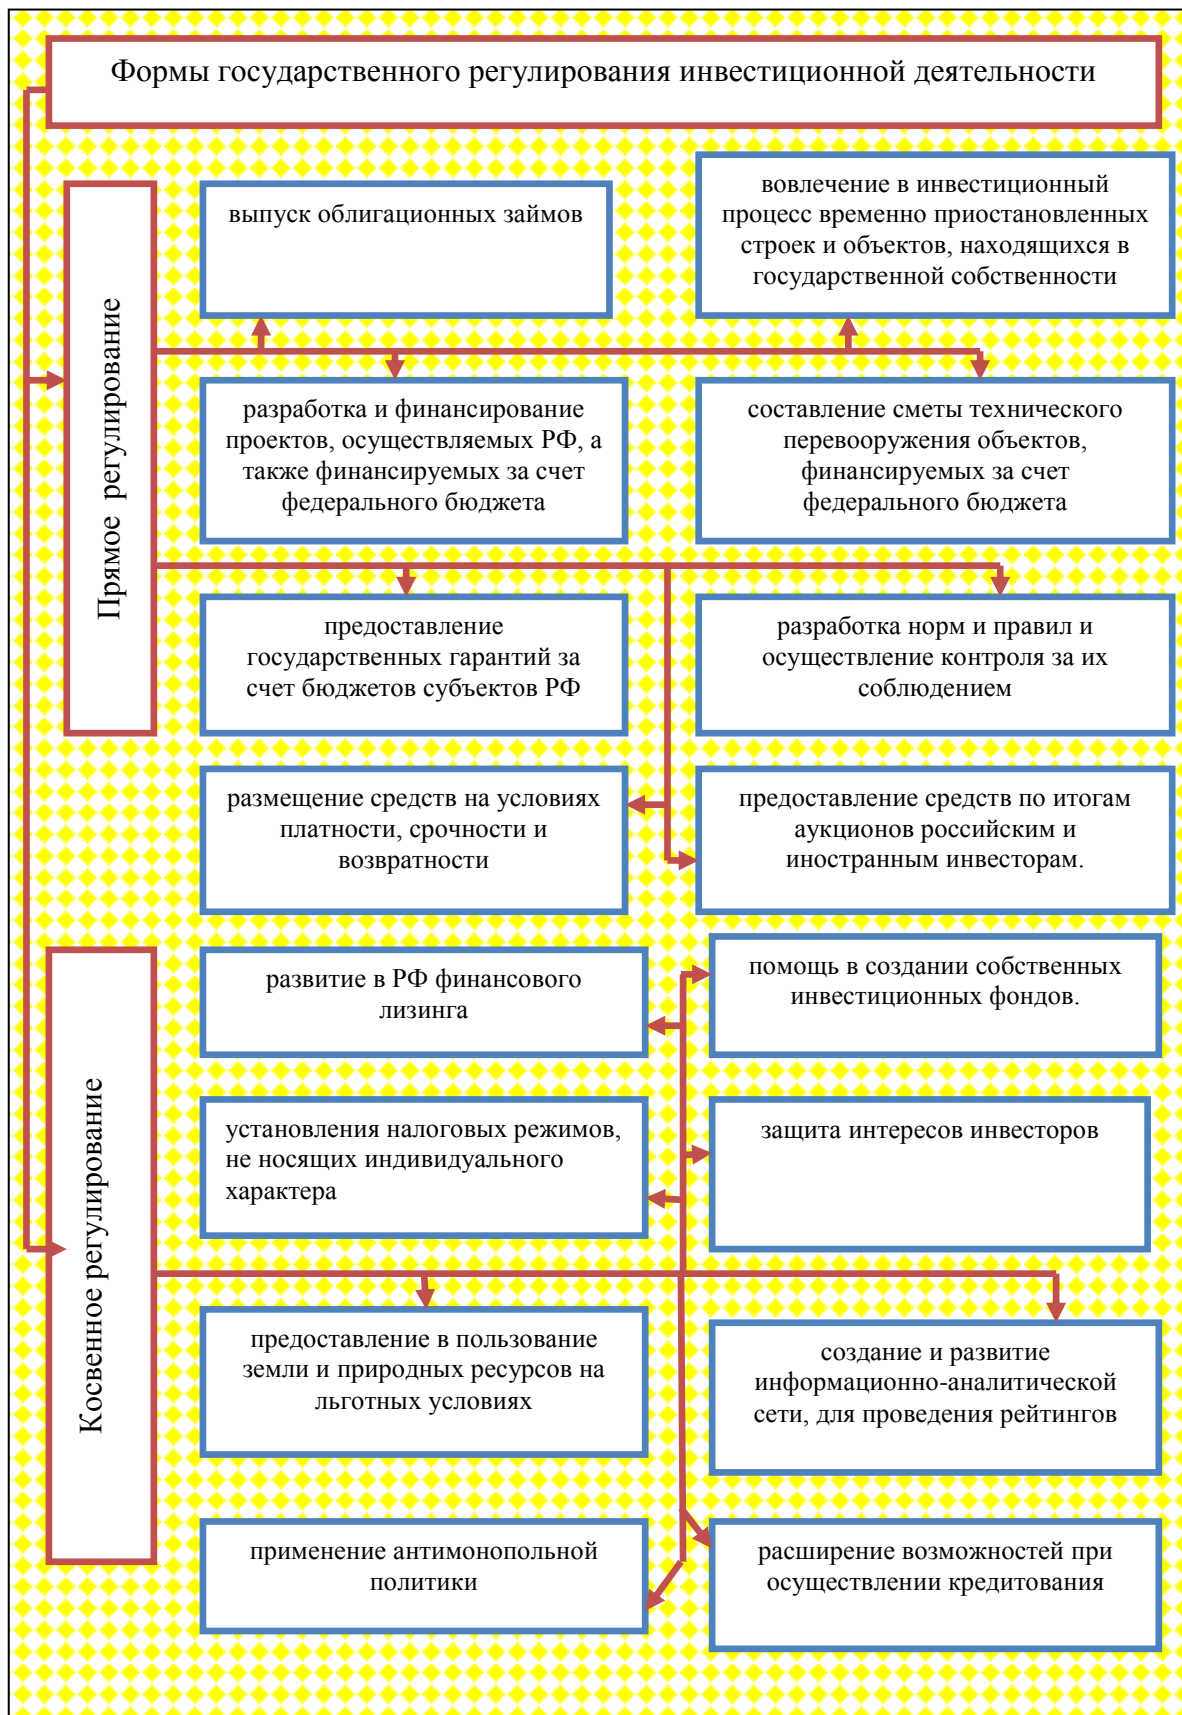 Формы государственного регулирования инвестиционной деятельности
Прямое регулирование
выпуск облигационных займов
вовлечение в инвестиционный
процесс временно приостановленных
строек и объектов, находящихся в
государственной собственности
разработка и финансирование
проектов, осуществляемых РФ, а
также финансируемых за счет
федерального бюджета
составление сметы технического
перевооружения объектов,
финансируемых за счет
федерального бюджета
предоставление
государственных гарантий за
счет бюджетов субъектов РФ
разработка норм и правил и
осуществление контроля за их
соблюдением
размещение средств на условиях
платности, срочности и
возвратности
предоставление средств по итогам
аукционов российским и
иностранным инвесторам.
Косвенное регулирование
развитие в РФ финансового
лизинга
помощь в создании собственных
инвестиционных фондов.
установления налоговых режимов,
не носящих индивидуального
характера
защита интересов инвесторов
предоставление в пользование
земли и природных ресурсов на
льготных условиях
создание и развитие
информационно-аналитической
сети, для проведения рейтингов
применение антимонопольной
политики
расширение возможностей при
осуществлении кредитования